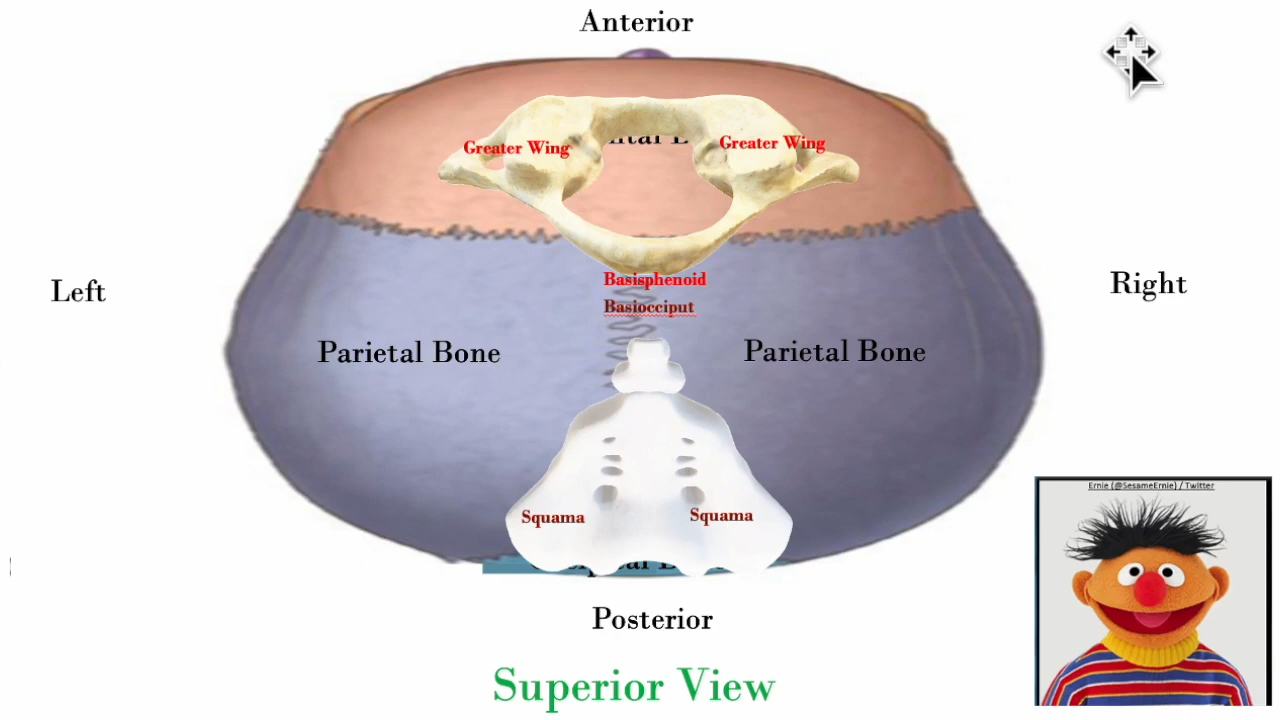 Anterior
Greater Wing
Greater Wing
Left
Right
Basisphenoid
Basiocciput
Parietal Bone
Parietal Bone
Ernie (@SesameErnie) / Twitter
Squama
Squama
Posterior
Superior View